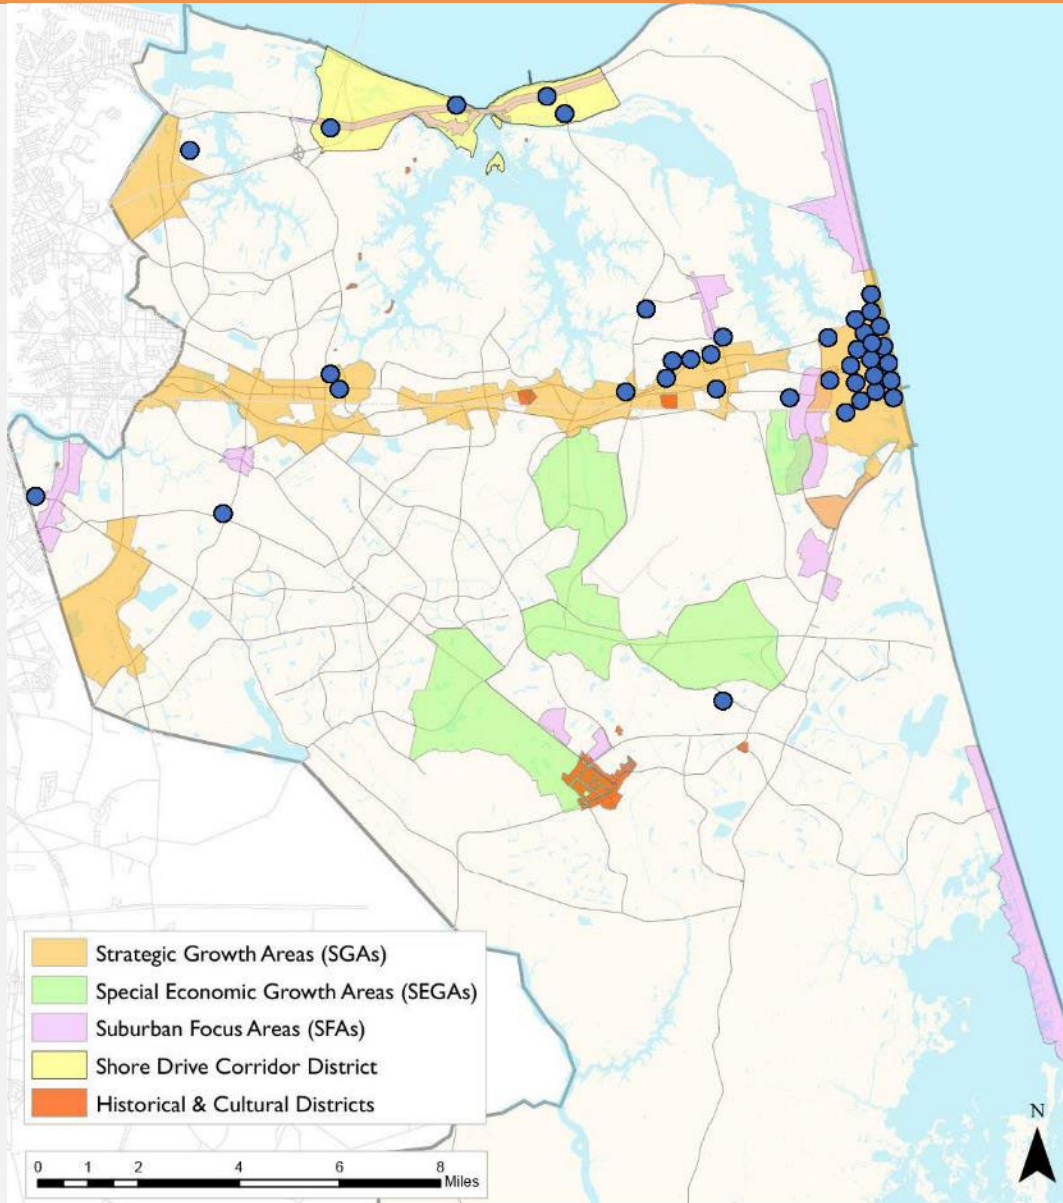 Strategic Growth Areas (SGAs)
Special Economic Growth Areas (SEGAs)
Suburban Focus Areas (SFAs)
Shore Drive Corridor District
Historical & Cultural Districts
0 1 2 4 6 8
Miles
N